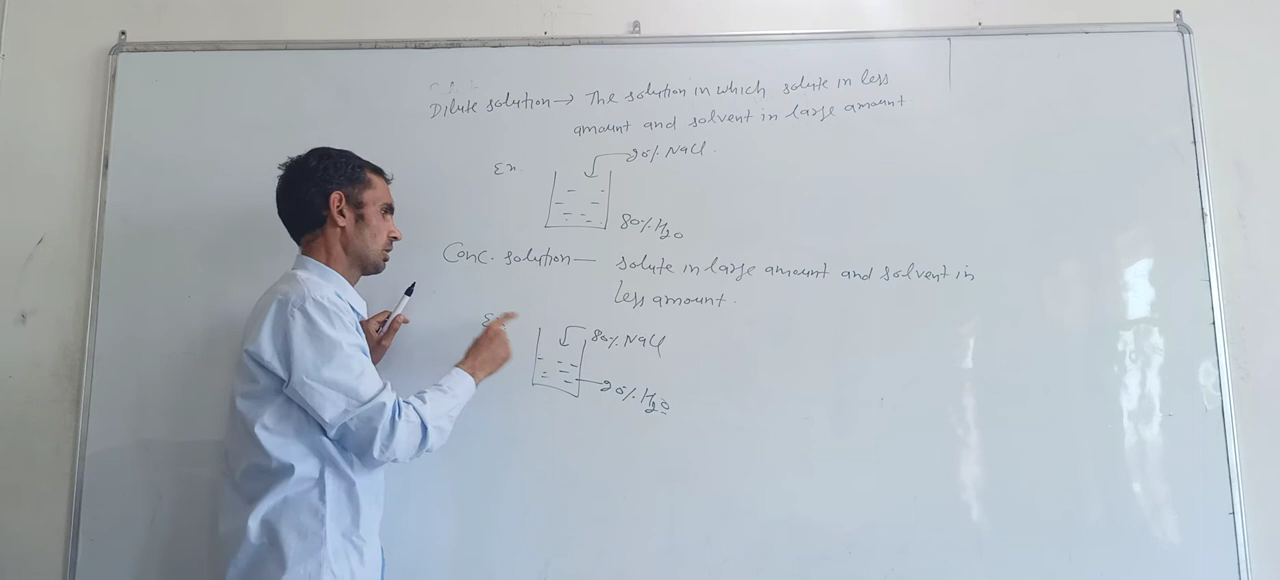 Dilute solution → The solution in which solute in less
amount and solvent in large amount
Ex.
20% NaCl.
80% H2O
Conc. solution — solute in large amount and solvent in
less amount.
80% NaCl
20% H2O